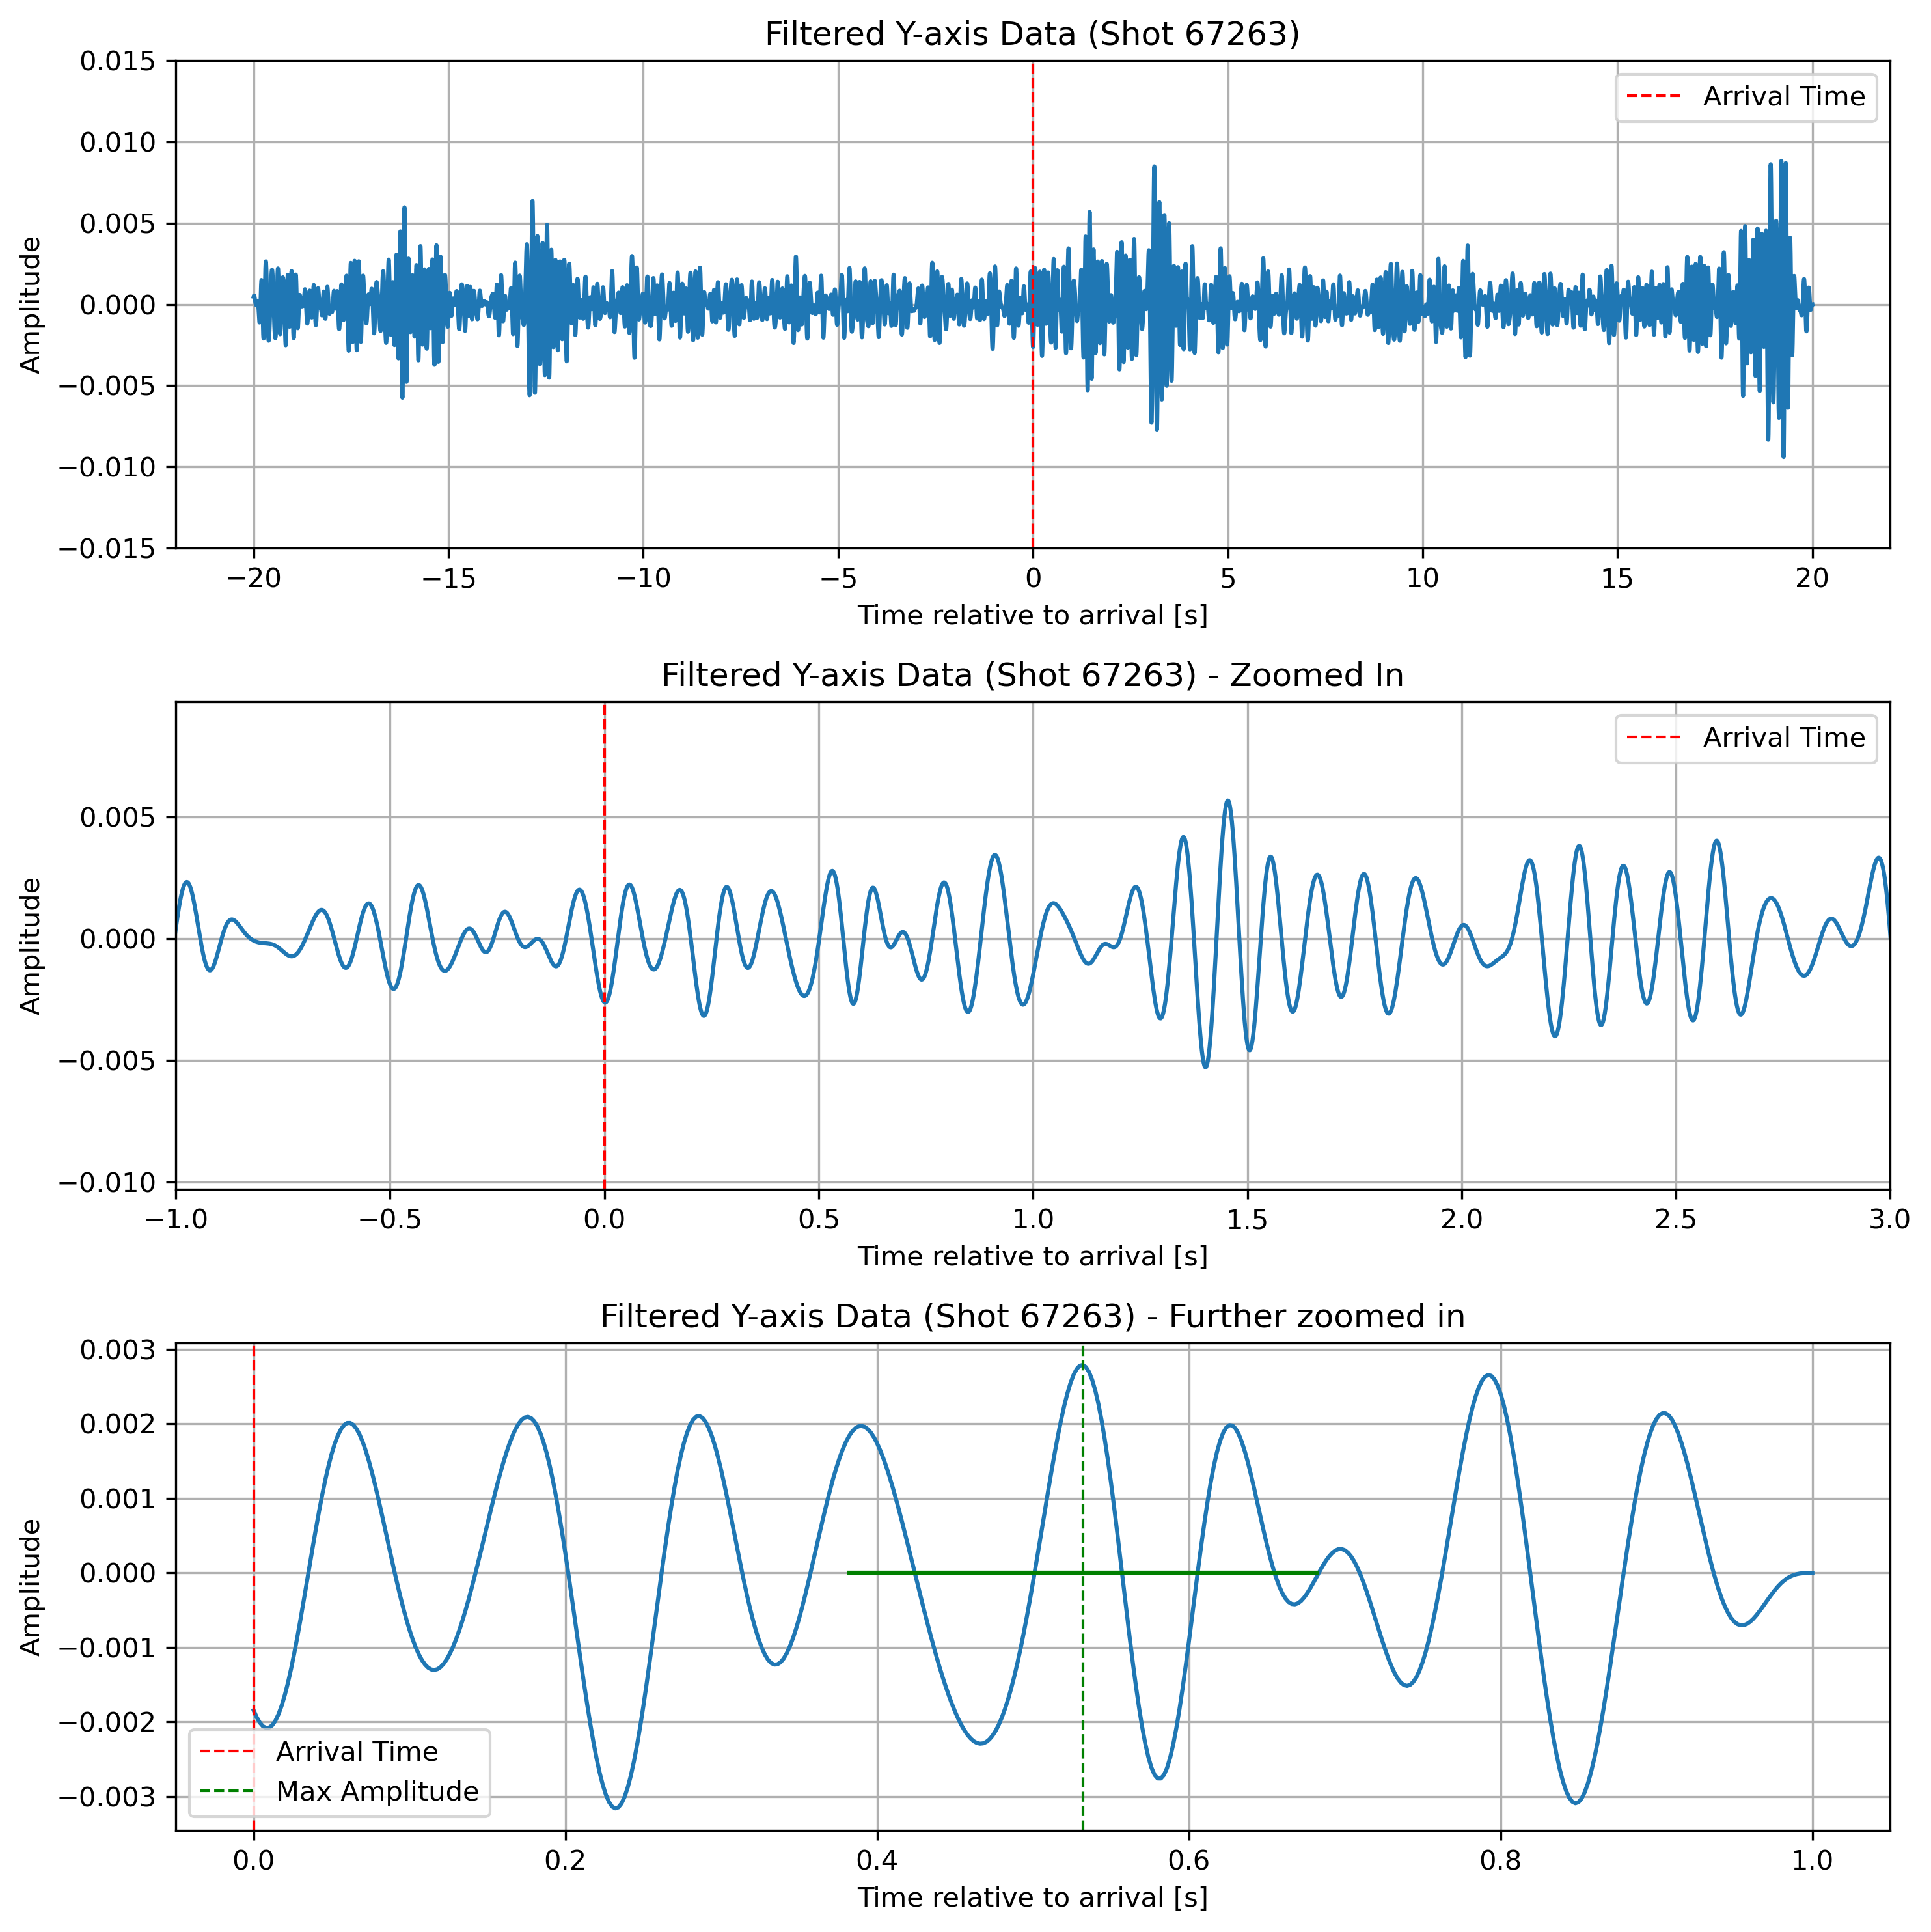 Filtered Y-axis Data (Shot 67263)
0.015
0.010
0.005
0.000
−0.005
−0.010
−0.015
Amplitude
Arrival Time
−20 −15 −10 −5 0 5 10 15 20
Time relative to arrival [s]
Filtered Y-axis Data (Shot 67263) - Zoomed In
0.005
0.000
−0.005
−0.010
Amplitude
Arrival Time
−1.0 −0.5 0.0 0.5 1.0 1.5 2.0 2.5 3.0
Time relative to arrival [s]
Filtered Y-axis Data (Shot 67263) - Further zoomed in
0.003
0.002
0.001
0.000
−0.001
−0.002
−0.003
Amplitude
Arrival Time
Max Amplitude
0.0 0.2 0.4 0.6 0.8 1.0
Time relative to arrival [s]